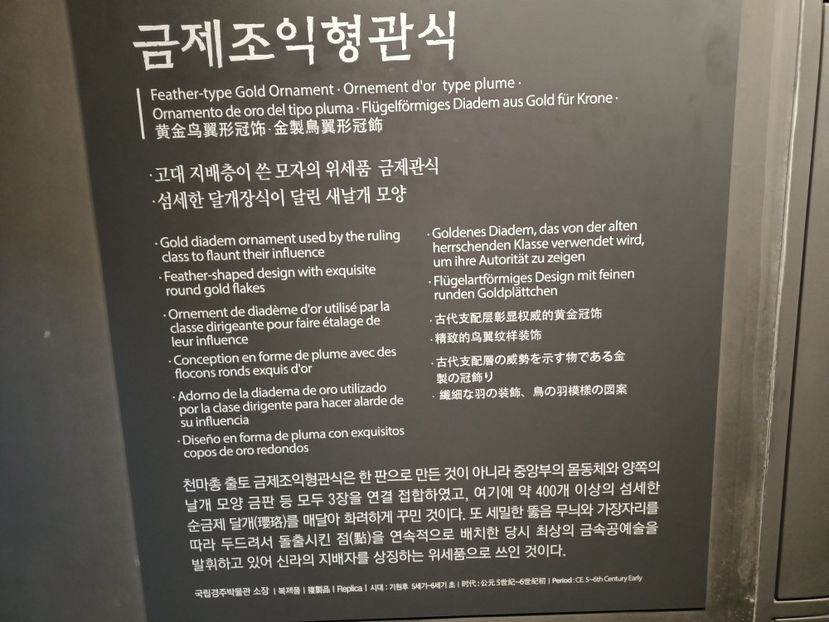 금제조익형관식
Feather-type Gold Ornament · Ornement d'or type plume ·
Ornamento de oro del tipo pluma · Flügelförmiges Diadem aus Gold für Krone ·
黄金鸟翼形冠饰 · 金製鳥翼形冠飾
· 고대 지배층이 쓴 모자의 위세품 금제관식
· 섬세한 달개장식이 달린 새날개 모양
· Gold diadem ornament used by the ruling
class to flaunt their influence
· Feather-shaped design with exquisite
round gold flakes
· Ornement de diadème d'or utilisé par la
classe dirigeante pour faire étalage de
leur influence
· Conception en forme de plume avec des
flocons ronds exquis d'or
· Adorno de la diadema de oro utilizado
por la clase dirigente para hacer alarde de
su influencia
· Diseño en forma de pluma con exquisitos
copos de oro redondos
· Goldenes Diadem, das von der alten
herrschenden Klasse verwendet wird,
um ihre Autorität zu zeigen
· Flügelartförmiges Design mit feinen
runden Goldplättchen
· 古代支配层彰显权威的黄金冠饰
· 精致的鸟翼纹样装饰
· 古代支配層の威勢を示す物である金
製の冠飾り
· 繊細な羽の装飾、鳥の羽模様の図案
천마총 출토 금제조익형관식은 한 판으로 만든 것이 아니라 중앙부의 몸동체와 양쪽의
날개 모양 금판 등 모두 3장을 연결 접합하였고, 여기에 약 400개 이상의 섬세한
순금제 달개(瓔珞)를 매달아 화려하게 꾸민 것이다. 또 세밀한 뚫음 무늬와 가장자리를
따라 두드려서 돌출시킨 점(點)을 연속적으로 배치한 당시 최상의 금속공예술을
발휘하고 있어 신라의 지배자를 상징하는 위세품으로 쓰인 것이다.
국립경주박물관 소장 | 복제품 | 複製品 | Replica | 시대 : 기원후 5세기~6세기 초 | 时代 : 公元 5世纪~6世纪初 | Period : CE. 5~6th Century Early